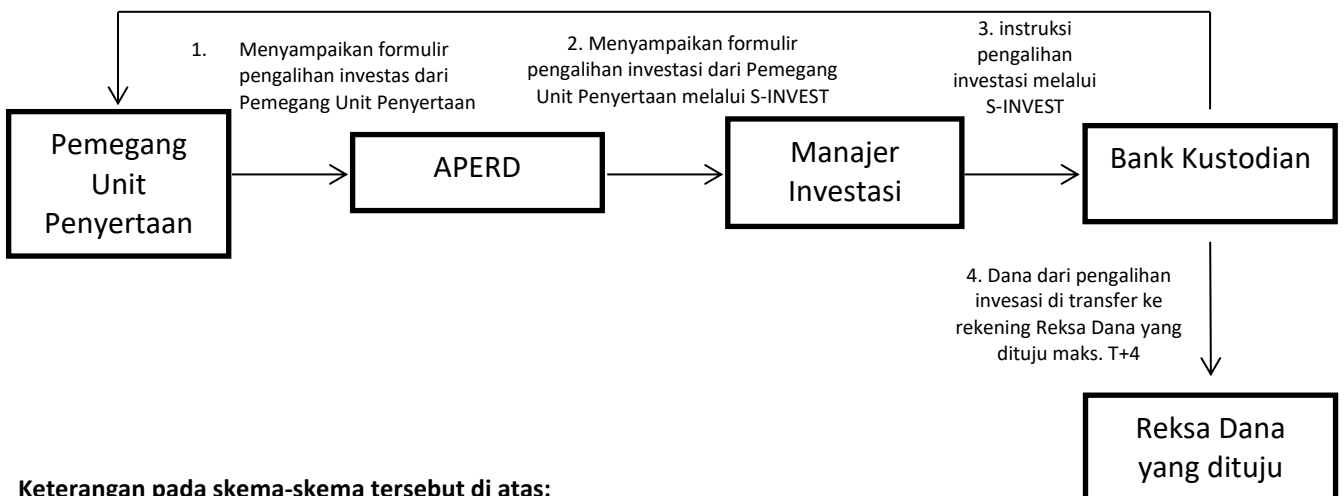 1. Menyampaikan formulir
pengalihan investas dari
Pemegang Unit Penyertaan
2. Menyampaikan formulir
pengalihan investasi dari Pemegang
Unit Penyertaan melalui S-INVEST
3. instruksi
pengalihan
investasi melalui
S-INVEST
Pemegang
Unit
Penyertaan
APERD
Manajer
Investasi
Bank Kustodian
4. Dana dari pengalihan
invesasi di transfer ke
rekening Reksa Dana yang
dituju maks. T+4
Reksa Dana
yang dituju
Keterangan pada skema-skema tersebut di atas: